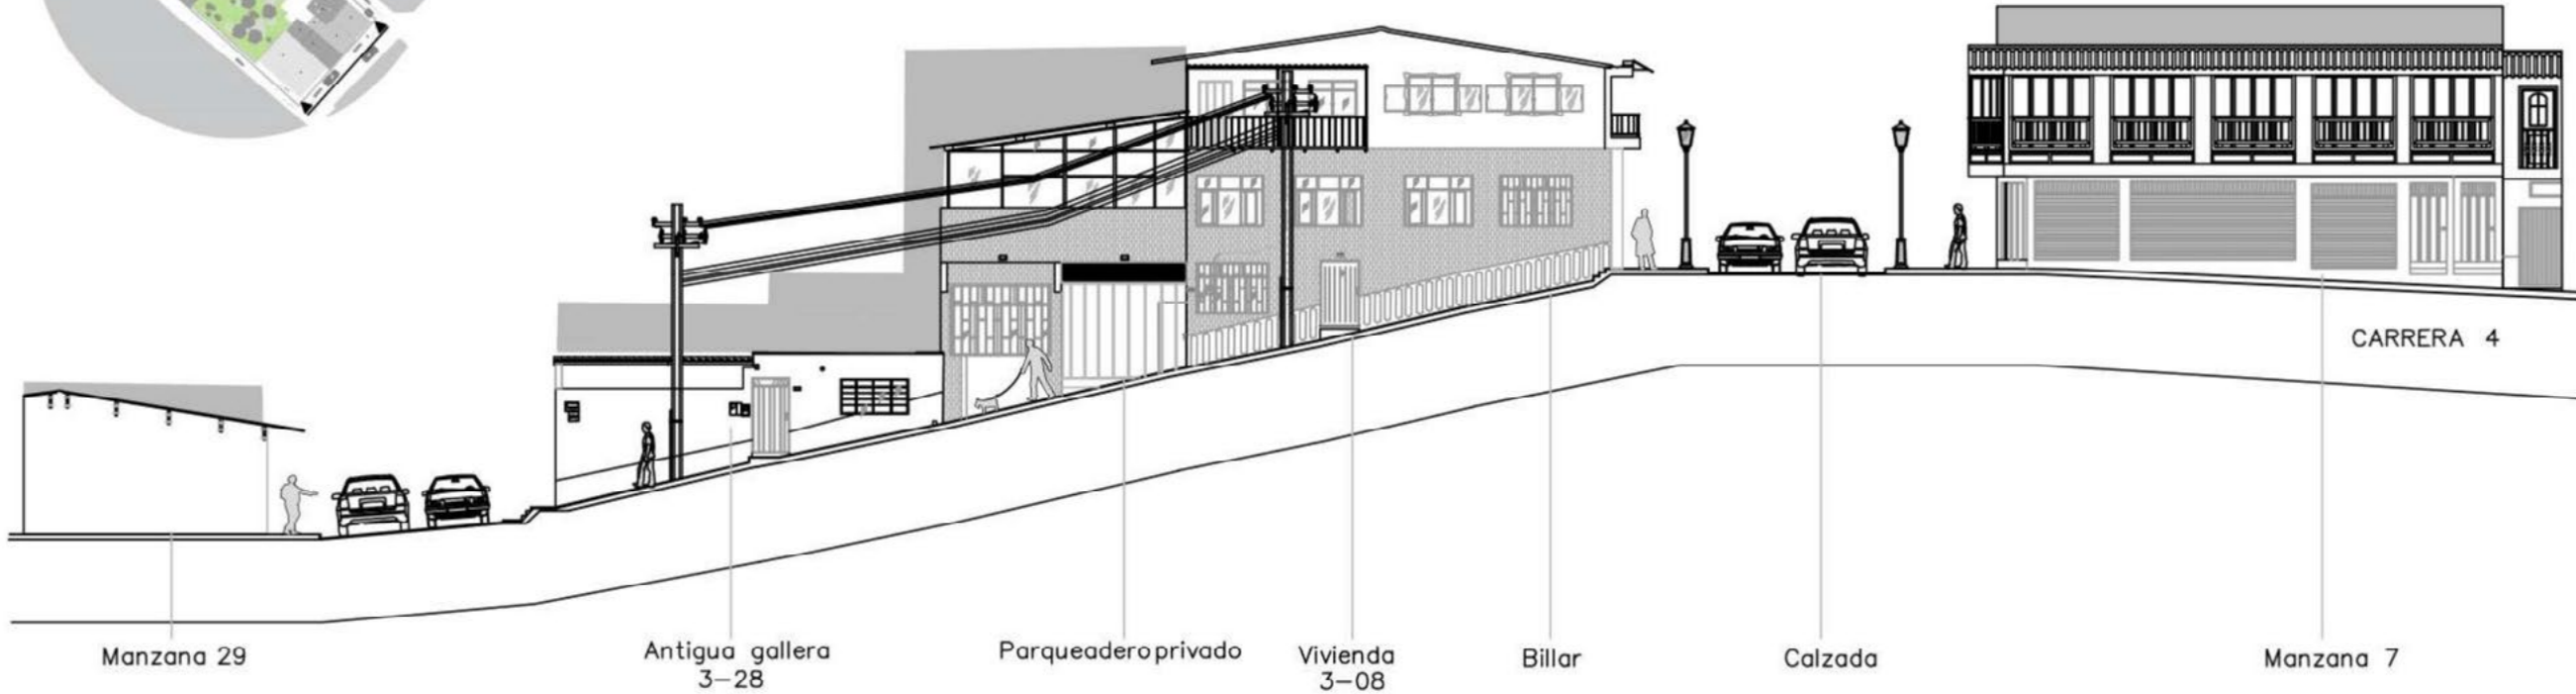 CARRERA 4
Manzana 29
Antigua gallera
3-28
Parqueadero privado
Vivienda
3-08
Billar
Calzada
Manzana 7